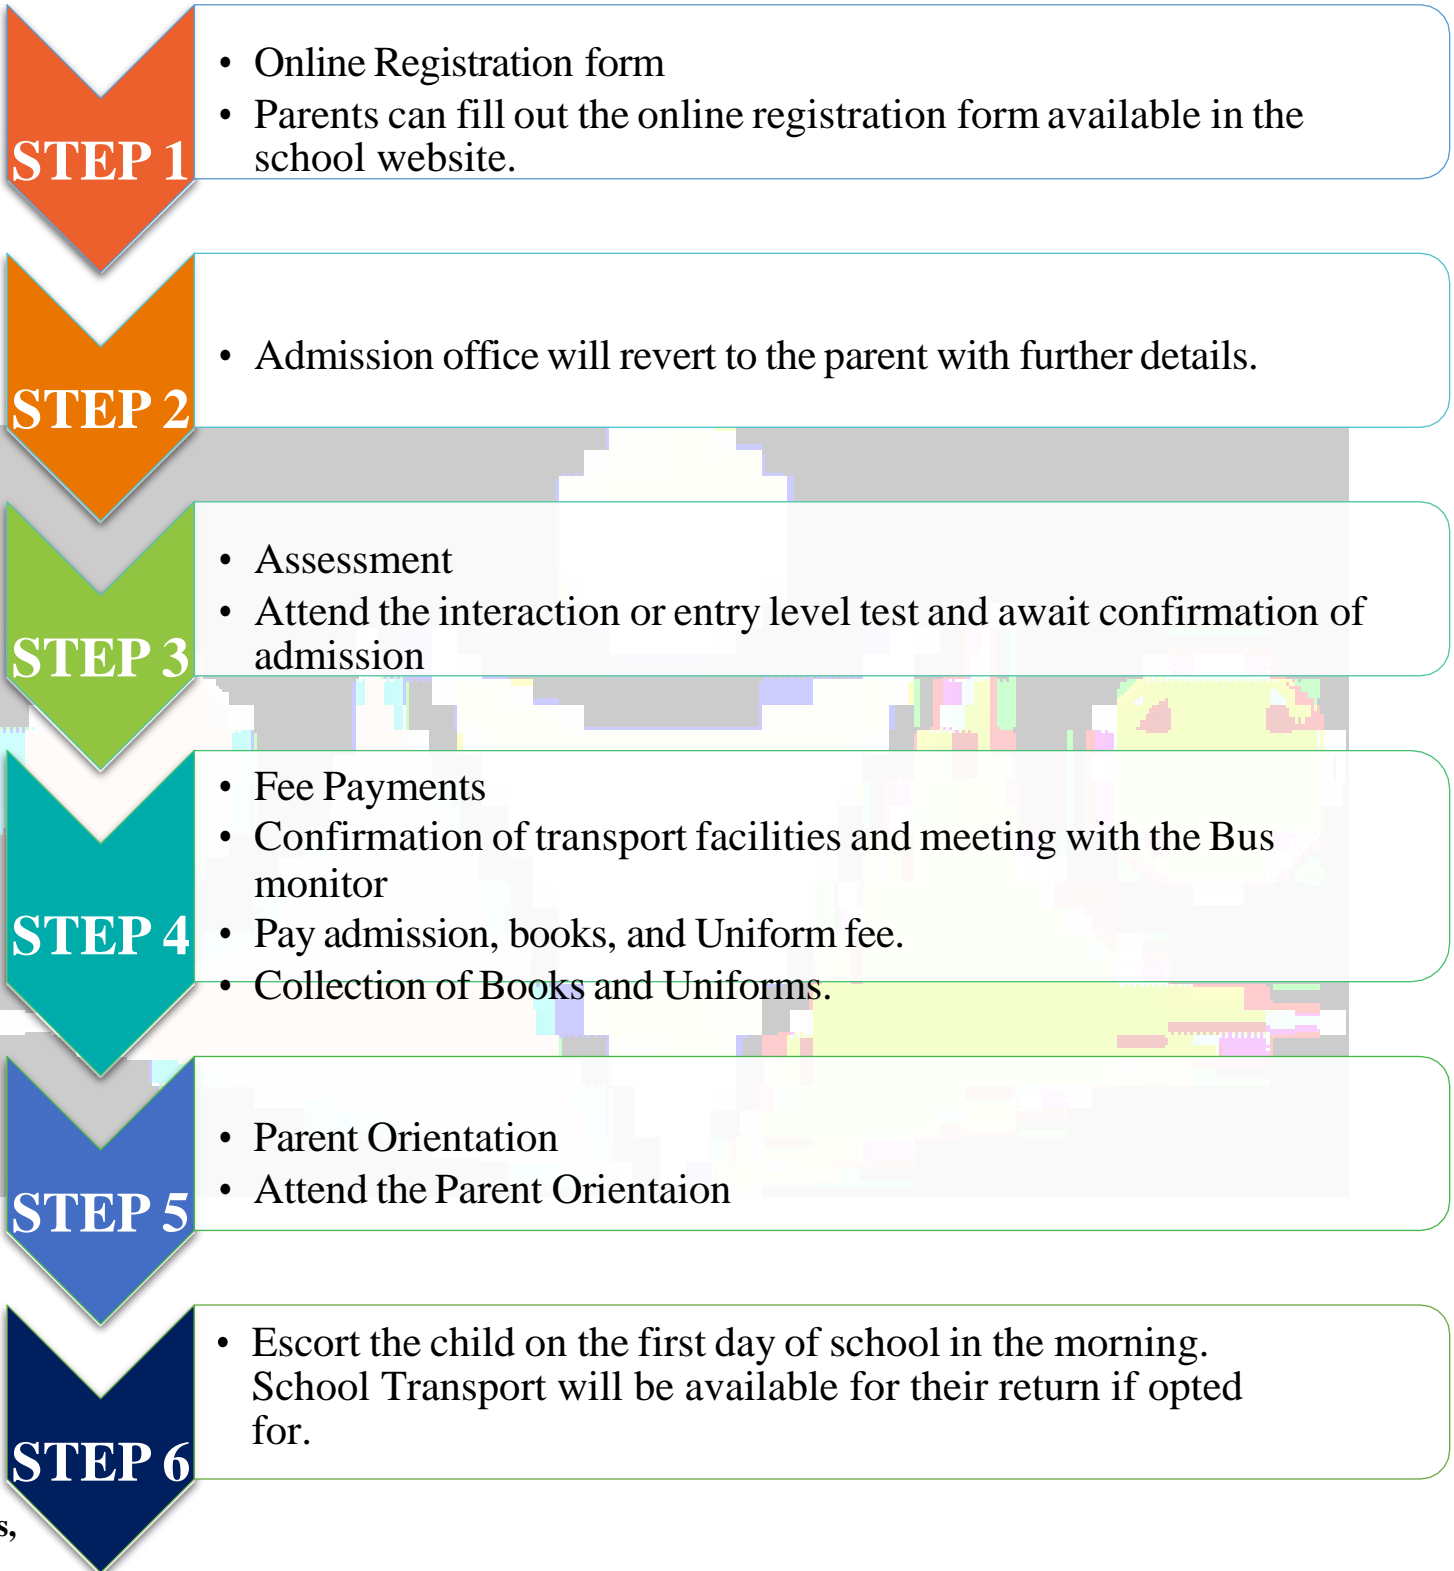 STEP 1
• Online Registration form
• Parents can fill out the online registration form available in the
school website.
STEP 2
• Admission office will revert to the parent with further details.
STEP 3
• Assessment
• Attend the interaction or entry level test and await confirmation of
admission
STEP 4
• Fee Payments
• Confirmation of transport facilities and meeting with the Bus
monitor
• Pay admission, books, and Uniform fee.
• Collection of Books and Uniforms.
STEP 5
• Parent Orientation
• Attend the Parent Orientaion
STEP 6
• Escort the child on the first day of school in the morning.
School Transport will be available for their return if opted
for.
s,